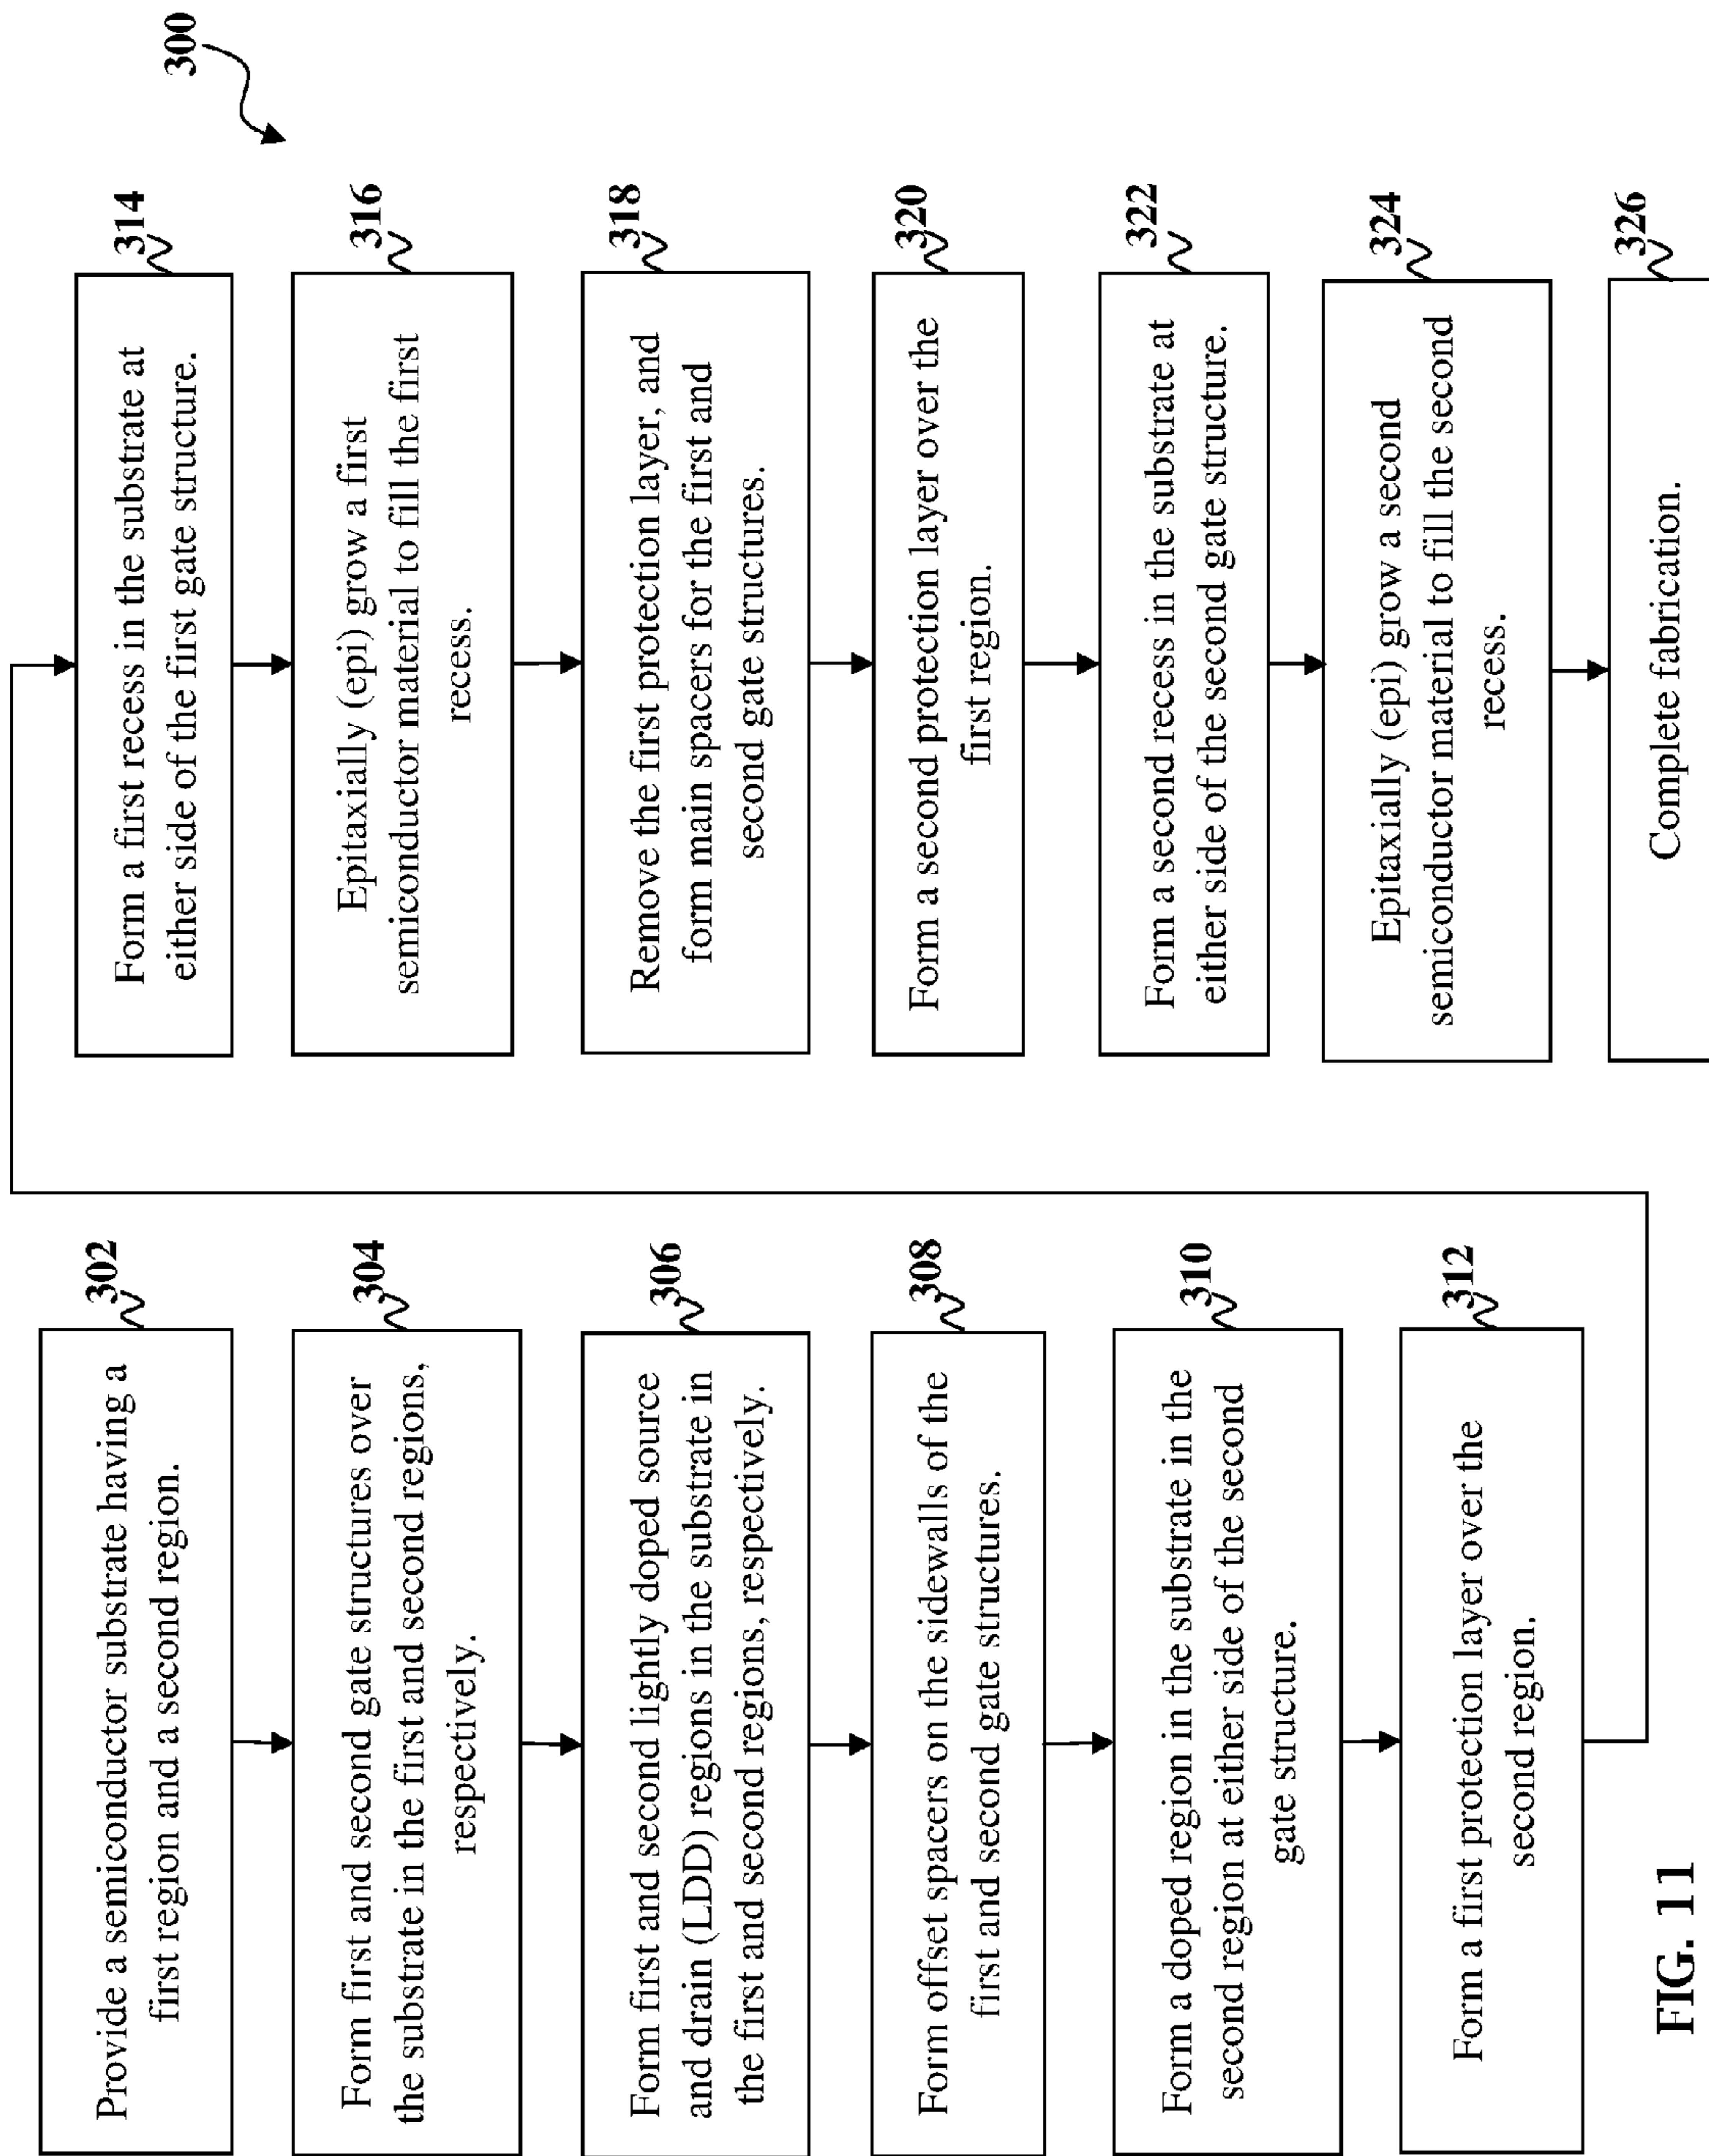 300
302
Provide a semiconductor substrate having a
first region and a second region.
304
Form first and second gate structures over
the substrate in the first and second regions,
respectively.
306
Form first and second lightly doped source
and drain (LDD) regions in the substrate in
the first and second regions, respectively.
308
Form offset spacers on the sidewalls of the
first and second gate structures.
310
Form a doped region in the substrate in the
second region at either side of the second
gate structure.
312
Form a first protection layer over the
second region.
314
Form a first recess in the substrate at
either side of the first gate structure.
316
Epitaxially (epi) grow a first
semiconductor material to fill the first
recess.
318
Remove the first protection layer, and
form main spacers for the first and
second gate structures.
320
Form a second protection layer over the
first region.
322
Form a second recess in the substrate at
either side of the second gate structure.
324
Epitaxially (epi) grow a second
semiconductor material to fill the second
recess.
326
Complete fabrication.
FIG. 11